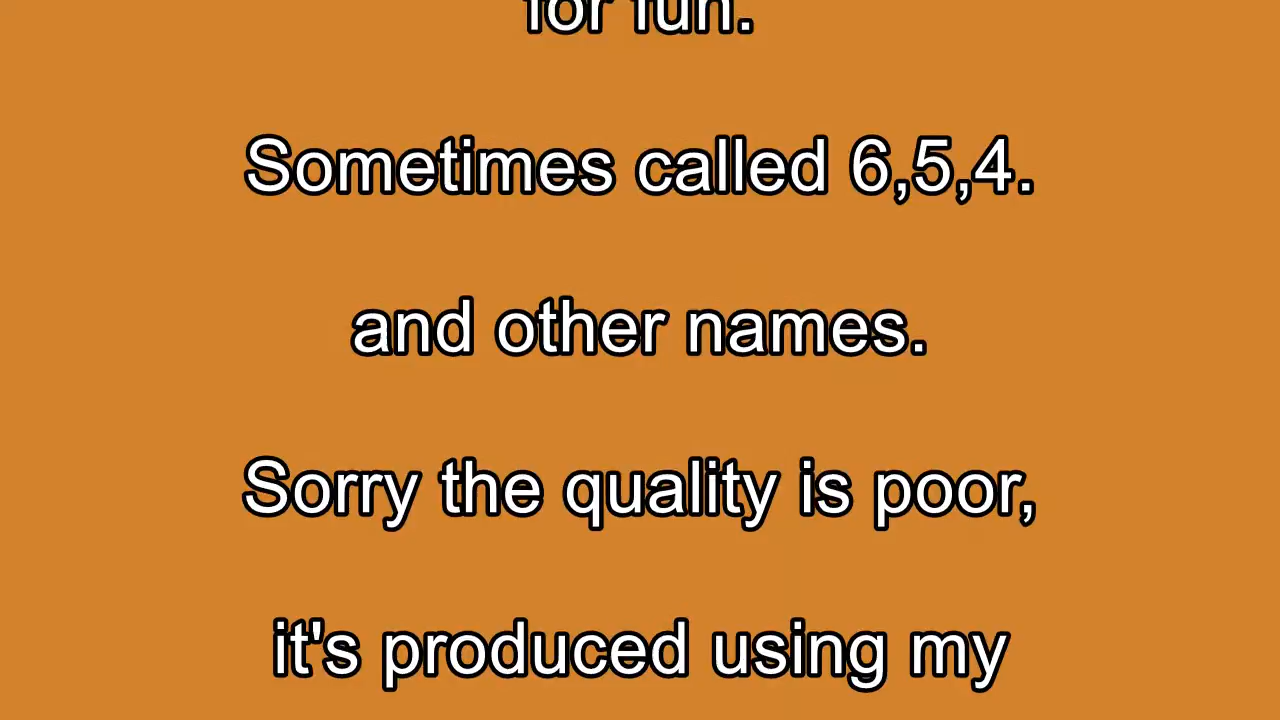 for fun.
Sometimes called 6,5,4.
and other names.
Sorry the quality is poor,
it's produced using my